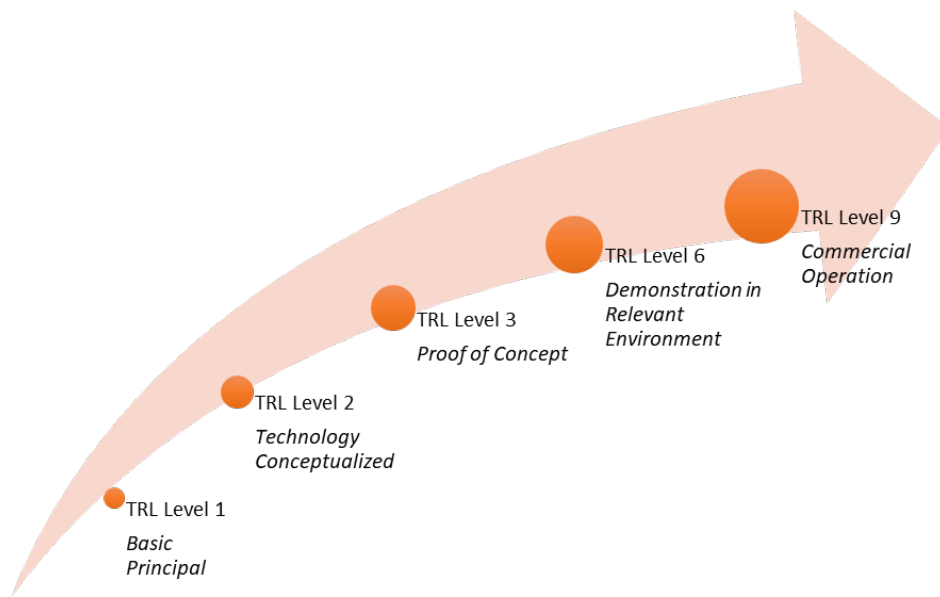 TRL Level 1
Basic
Principal
TRL Level 2
Technology
Conceptualized
TRL Level 3
Proof of Concept
TRL Level 6
Demonstration in
Relevant
Environment
TRL Level 9
Commercial
Operation